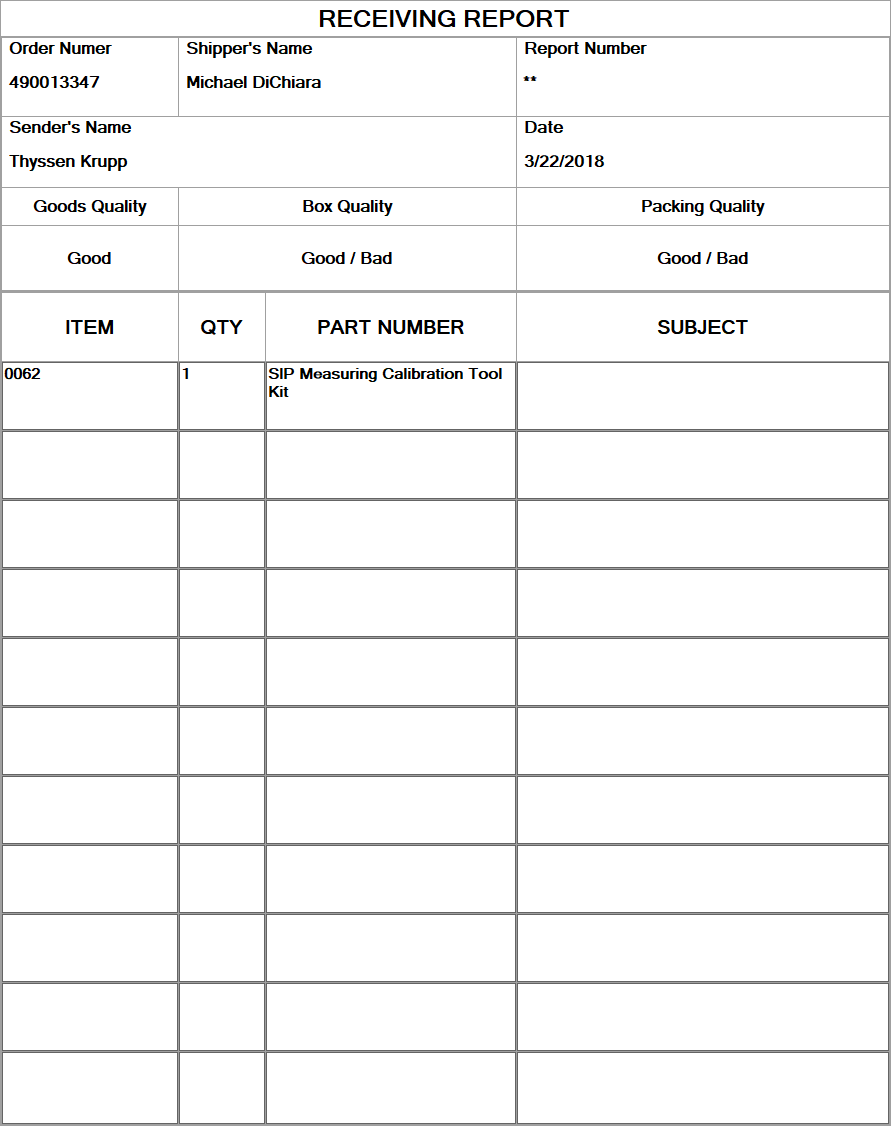 RECEIVING REPORT
Order Numer
Shipper's Name
Report Number
490013347
Michael DiChiara
**
Sender's Name
Date
Thyssen Krupp
3/22/2018
Goods Quality
Box Quality
Packing Quality
Good
Good / Bad
Good / Bad
ITEM
QTY
PART NUMBER
SUBJECT
0062
1
SIP Measuring Calibration Tool
Kit